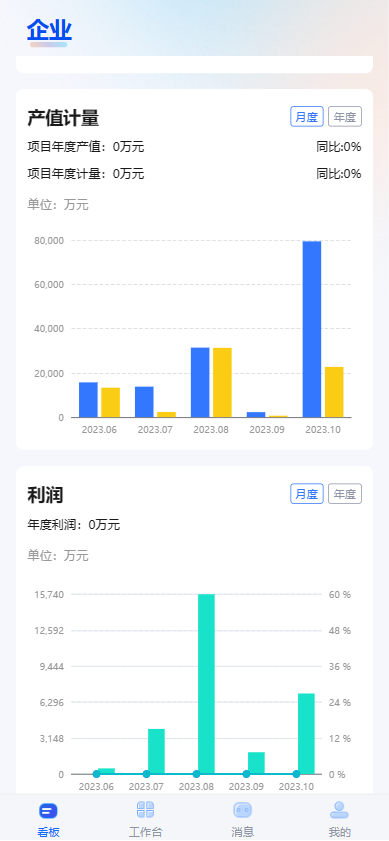 企业
产值计量
月度 年度
项目年度产值：0万元 同比:0%
项目年度计量：0万元 同比:0%
单位：万元
80,000
60,000
40,000
20,000
0
2023.06 2023.07 2023.08 2023.09 2023.10
利润
月度 年度
年度利润：0万元
单位：万元
15,740 60 %
12,592 48 %
9,444 36 %
6,296 24 %
3,148 12 %
0 0 %
2023.06 2023.07 2023.08 2023.09 2023.10
看板 工作台 消息 我的